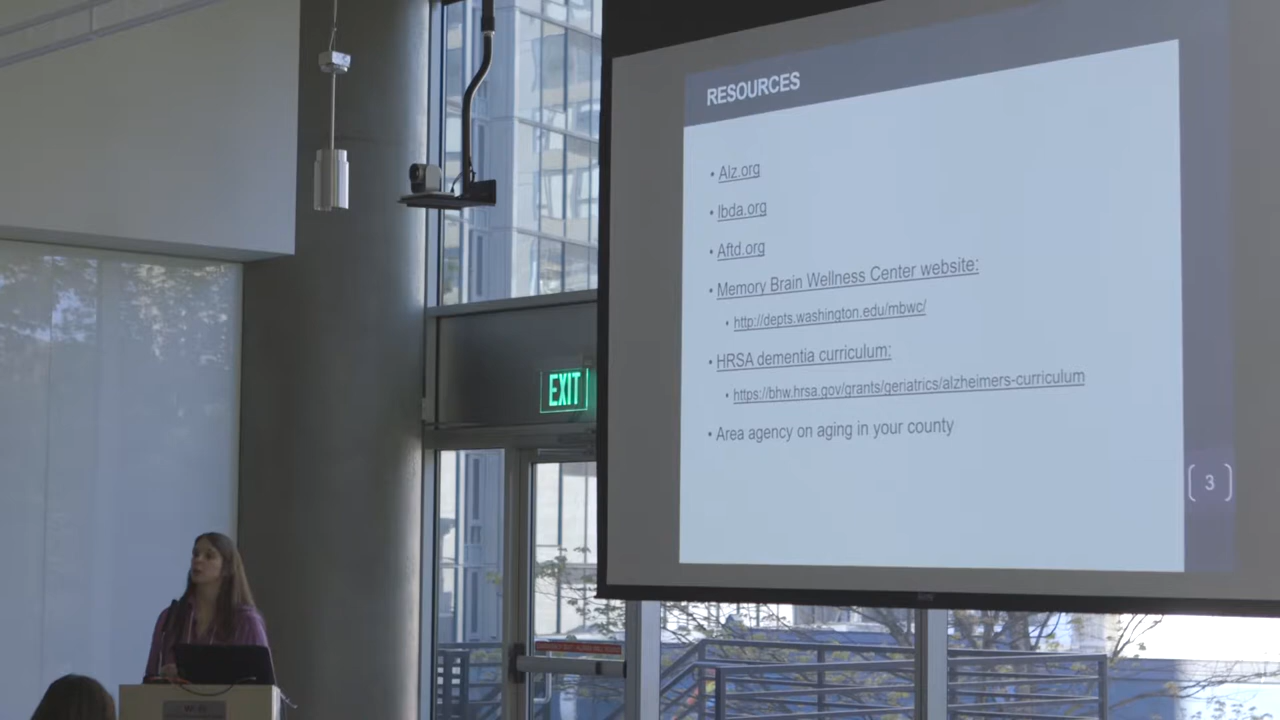 RESOURCES
• Alz.org
• lbda.org
• Aftd.org
• Memory Brain Wellness Center website:
• http://depts.washington.edu/mbwc/
• HRSA dementia curriculum:
• https://bhw.hrsa.gov/grants/geriatrics/alzheimers-curriculum
• Area agency on aging in your county
3
EXIT